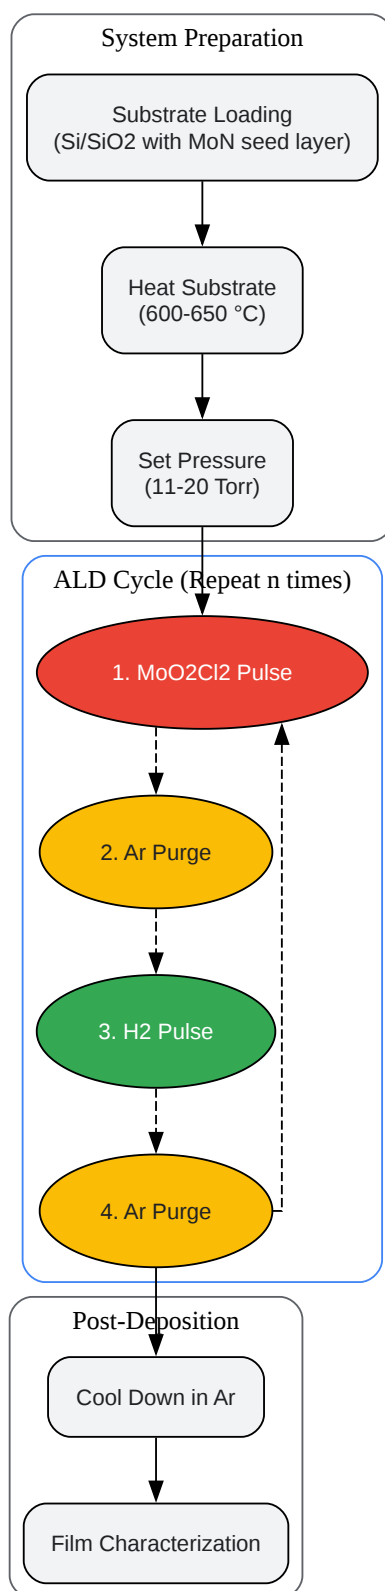 System Preparation
Substrate Loading
(Si/SiO2 with MoN seed layer)
Heat Substrate
(600-650 °C)
Set Pressure
(11-20 Torr)
ALD Cycle (Repeat n times)
1. MoO2Cl2 Pulse
2. Ar Purge
3. H2 Pulse
4. Ar Purge
Post-Deposition
Cool Down in Ar
Film Characterization